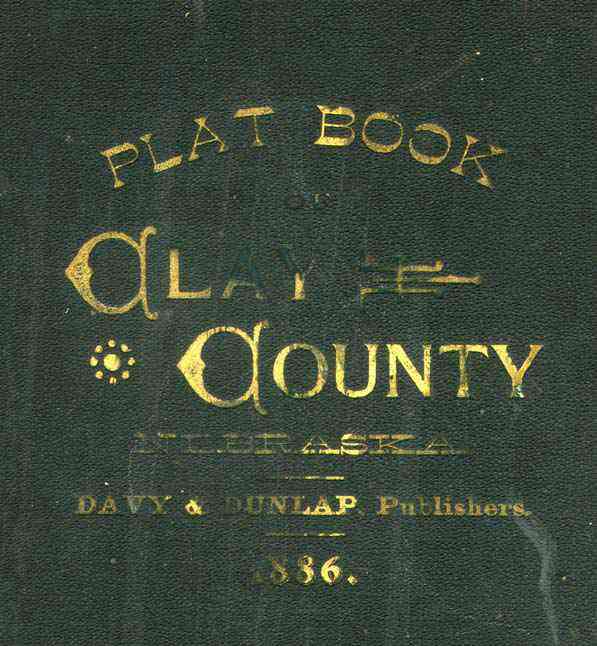 PLAT BOOK
OF
CLAY
COUNTY
NEBRASKA
DAVY & DUNLAP, Publishers.
1886.